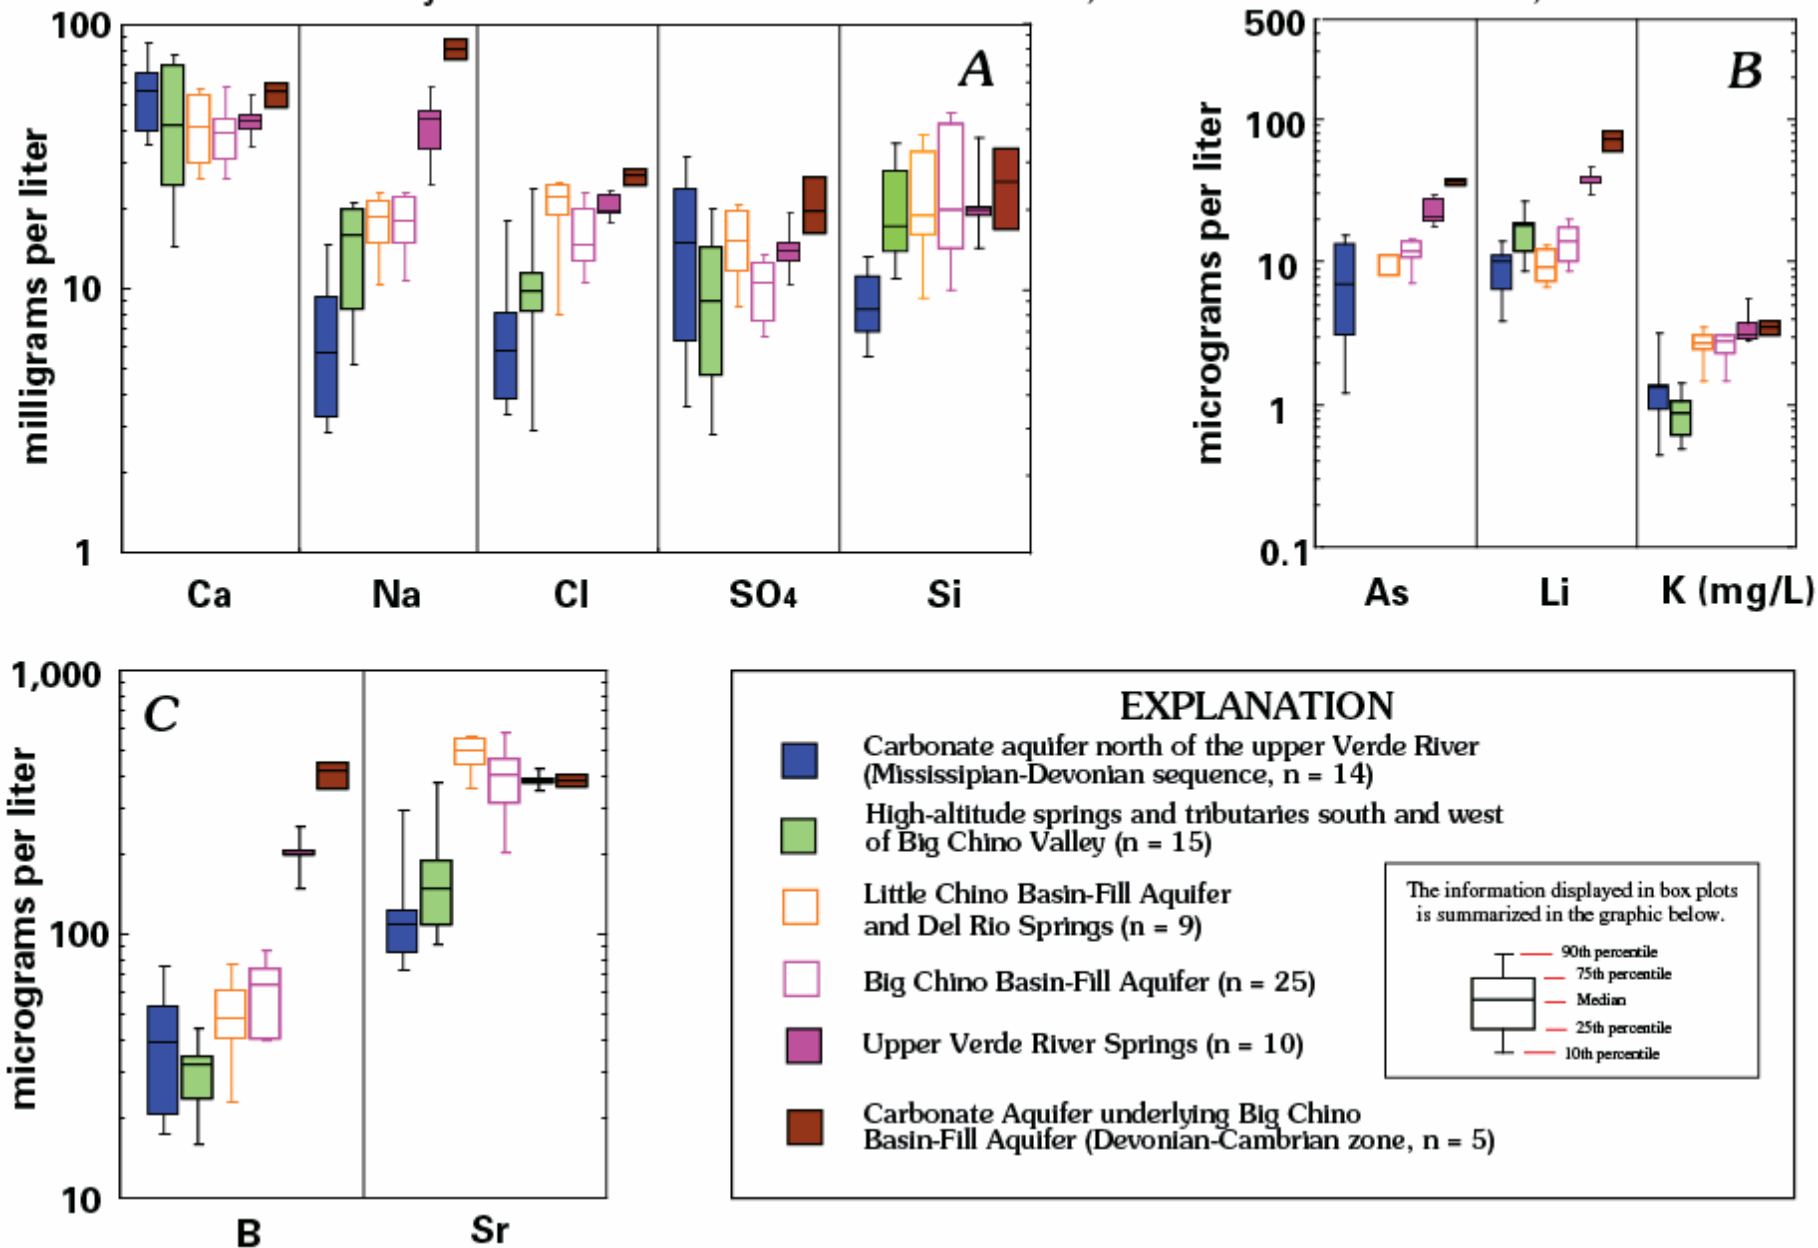 A
100
10
1
milligrams per liter
Ca
Na
Cl
SO4
Si
B
500
100
10
1
0.1
micrograms per liter
As
Li
K (mg/L)
C
1,000
100
10
micrograms per liter
B
Sr
EXPLANATION
Carbonate aquifer north of the upper Verde River
(Mississipian-Devonian sequence, n = 14)
High-altitude springs and tributaries south and west
of Big Chino Valley (n = 15)
Little Chino Basin-Fill Aquifer
and Del Rio Springs (n = 9)
Big Chino Basin-Fill Aquifer (n = 25)
Upper Verde River Springs (n = 10)
Carbonate Aquifer underlying Big Chino
Basin-Fill Aquifer (Devonian-Cambrian zone, n = 5)
The information displayed in box plots
is summarized in the graphic below.
90th percentile
75th percentile
Median
25th percentile
10th percentile